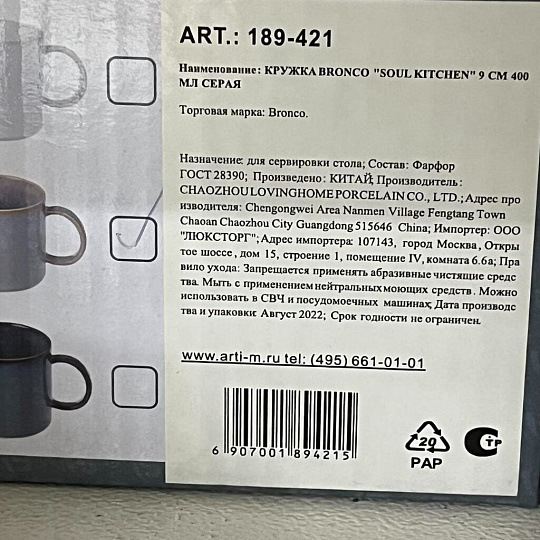 ART.: 189-421
Наименование: КРУЖКА BRONCO "SOUL KITCHEN" 9 СМ 400
МЛ СЕРАЯ
Торговая марка: Bronco.
Назначение: для сервировки стола; Состав: Фарфор
ГОСТ 28390; Произведено: КИТАЙ; Производитель:
CHAOZHOU LOVINGHOME PORCELAIN CO., LTD.; Адрес про
изводителя: Chengongwei Area Nanmen Village Fengtang Town
Chaoan Chaozhou City Guangdong 515646 China; Импортер: ООО
"ЛЮКСТОРГ"; Адрес импортера: 107143, город Москва, Откры
тое шоссе, дом 15, строение 1, помещение IV, комната 6.6а; Пра
вило ухода: Запрещается применять абразивные чистящие средс
тва. Мыть с применением нейтральных моющих средств. Можно
использовать в СВЧ и посудомоечных машинах; Дата производс
тва и упаковки: Август 2022; Срок годности не ограничен.
www.arti-m.ru tel: (495) 661-01-01
6 907001 894215
20
PAP
С ТР